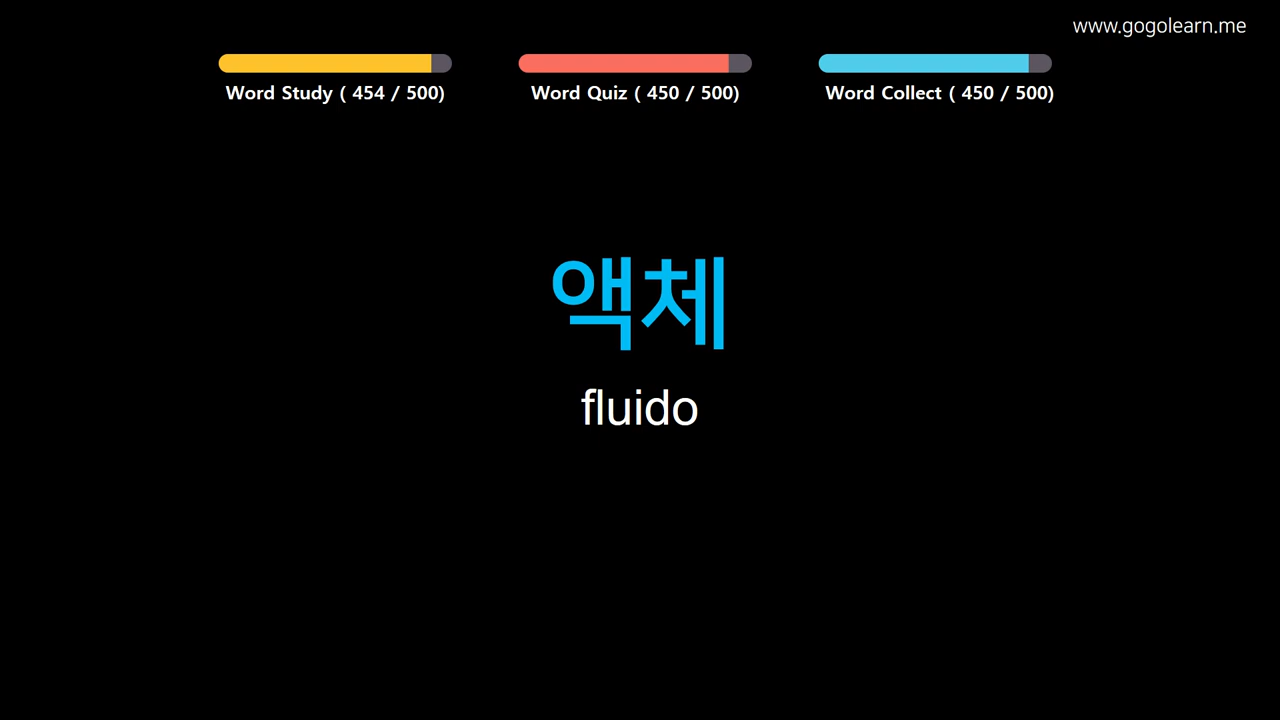 www.gogolearn.me
Word Study ( 454 / 500)
Word Quiz ( 450 / 500)
Word Collect ( 450 / 500)
액체
fluido